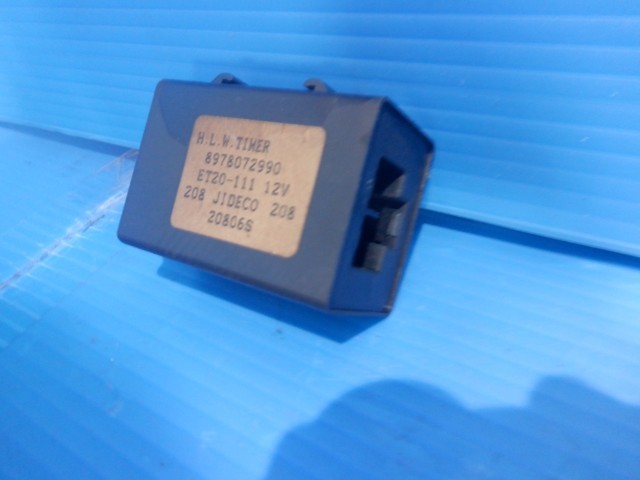 H.L.W.TIMER
8978072990
ET20-111 12V
208 JIDECO 208
20806S